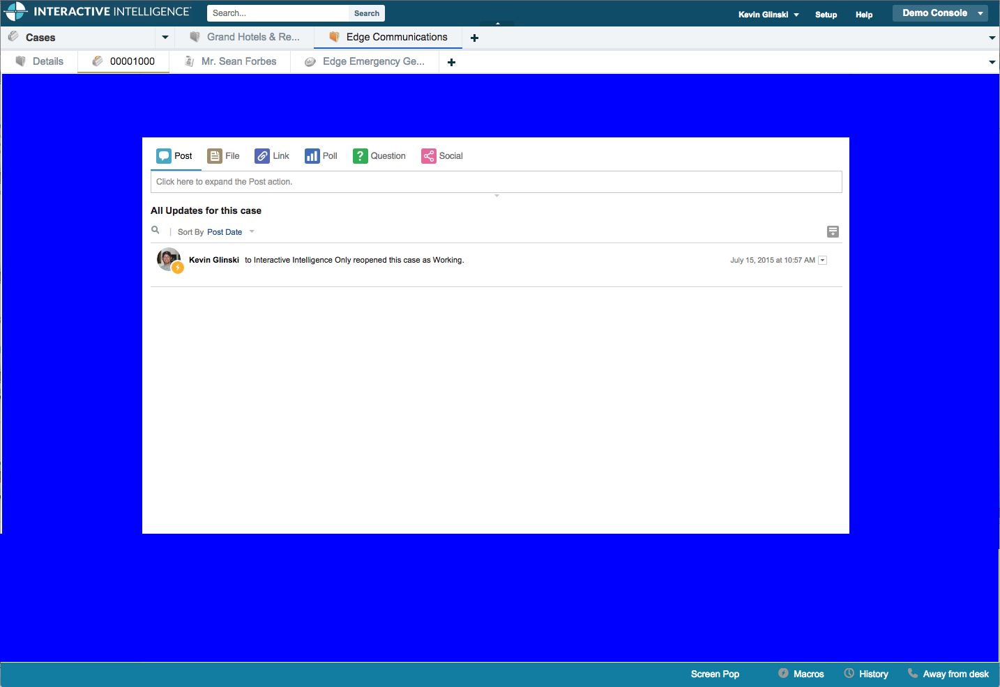 INTERACTIVE INTELLIGENCE
Search... Search Kevin Glinski Setup Help Demo Console
Cases Grand Hotels & Re... Edge Communications
Details 00001000 Mr. Sean Forbes Edge Emergency Ge...
Post File Link Poll Question Social
Click here to expand the Post action.
All Updates for this case
Sort By Post Date
Kevin Glinski to Interactive Intelligence Only reopened this case as Working. July 15, 2015 at 10:57 AM
Screen Pop Macros History Away from desk